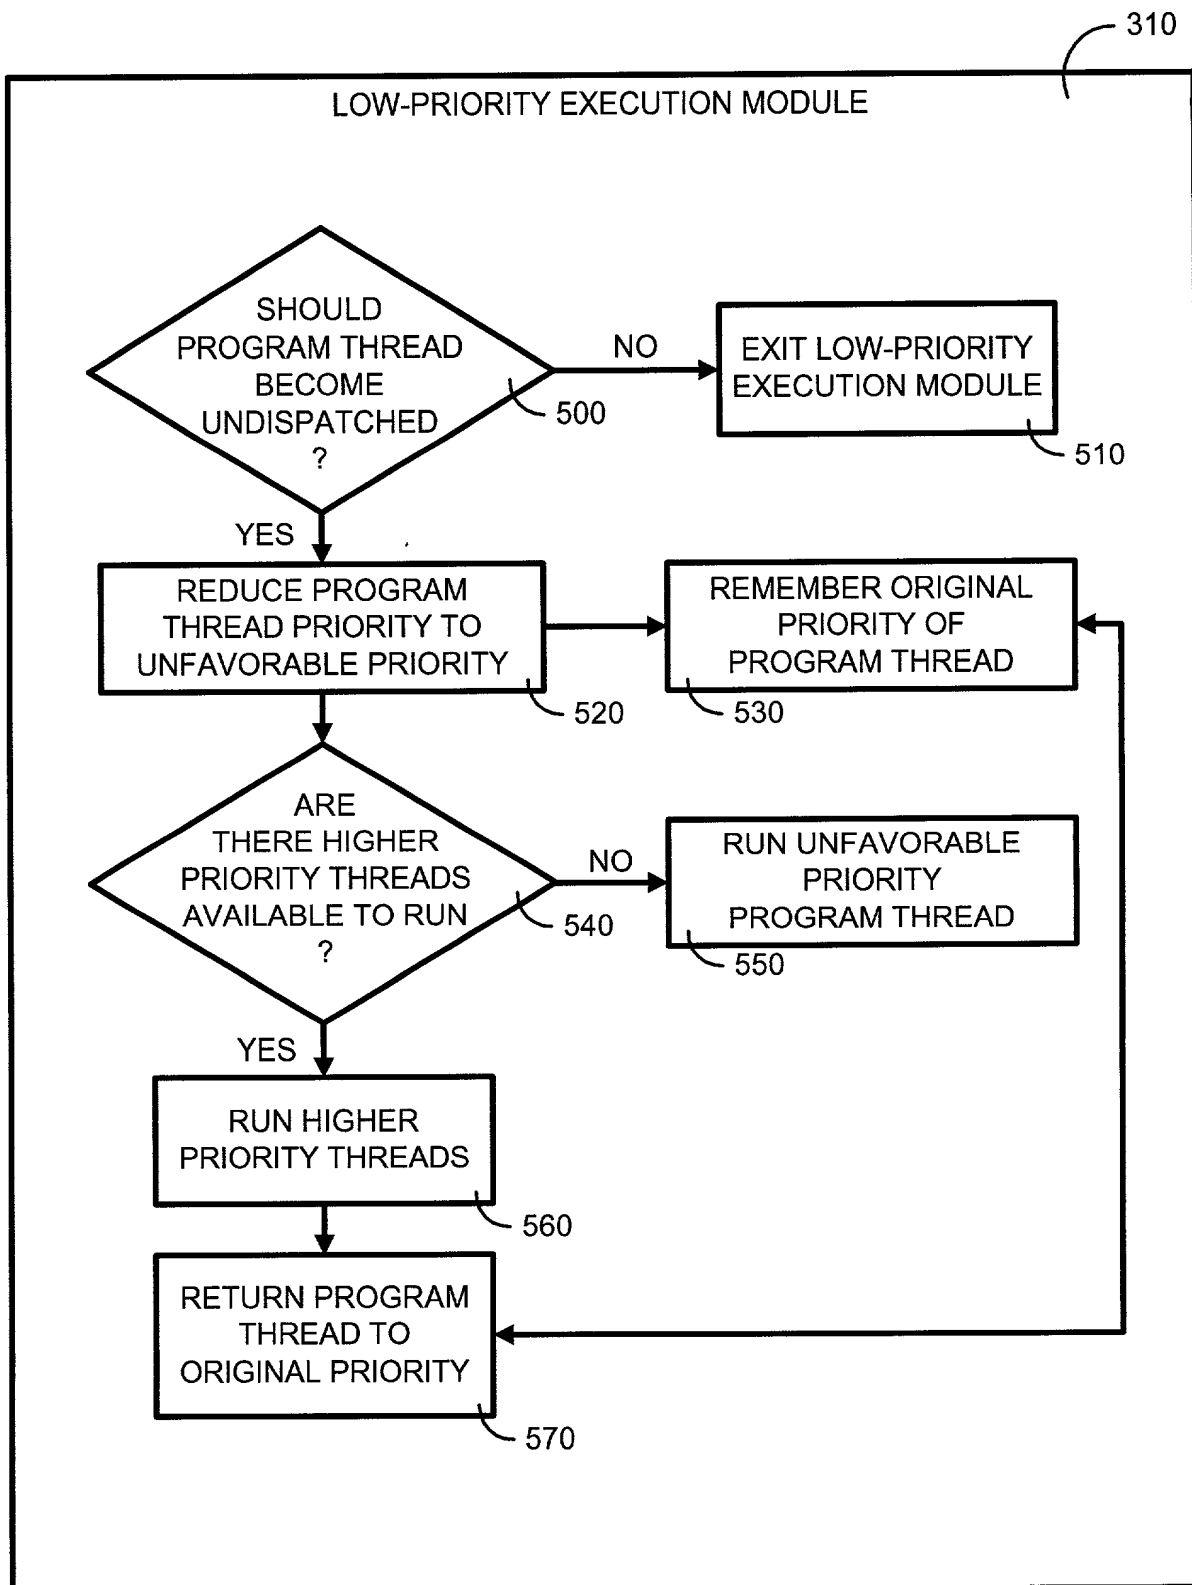 310
LOW-PRIORITY EXECUTION MODULE
SHOULD
PROGRAM THREAD
BECOME
UNDISPATCHED
?
500
NO
EXIT LOW-PRIORITY
EXECUTION MODULE
510
YES
REDUCE PROGRAM
THREAD PRIORITY TO
UNFAVORABLE PRIORITY
520
REMEMBER ORIGINAL
PRIORITY OF
PROGRAM THREAD
530
ARE
THERE HIGHER
PRIORITY THREADS
AVAILABLE TO RUN
?
540
NO
RUN UNFAVORABLE
PRIORITY
PROGRAM THREAD
550
YES
RUN HIGHER
PRIORITY THREADS
560
RETURN PROGRAM
THREAD TO
ORIGINAL PRIORITY
570